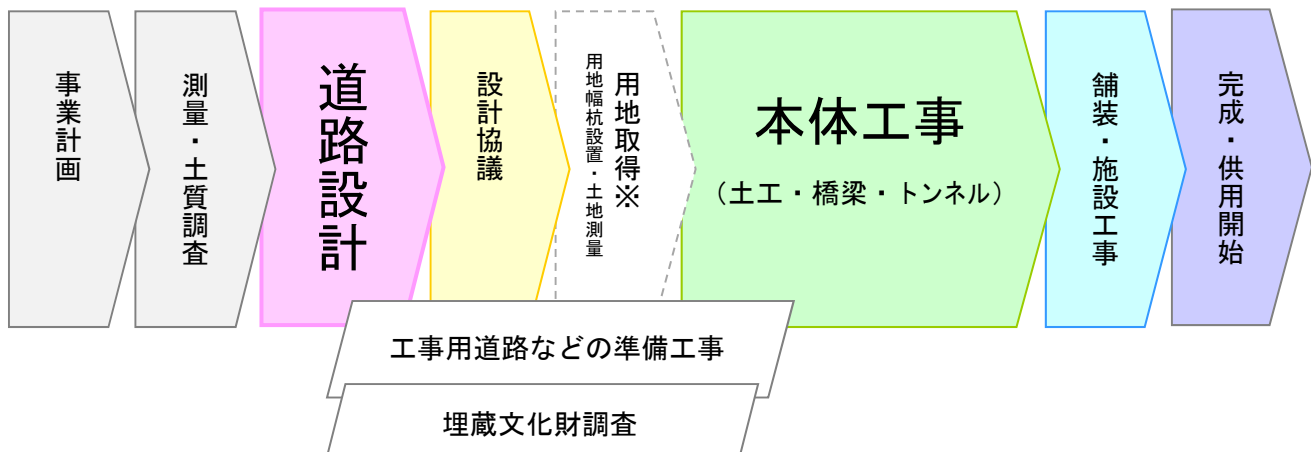 事業計画
測量・土質調査
道路設計
設計協議
用地取得※
用地幅杭設置・土地測量
本体工事
（土工・橋梁・トンネル）
舗装・施設工事
完成・供用開始
工事用道路などの準備工事
埋蔵文化財調査